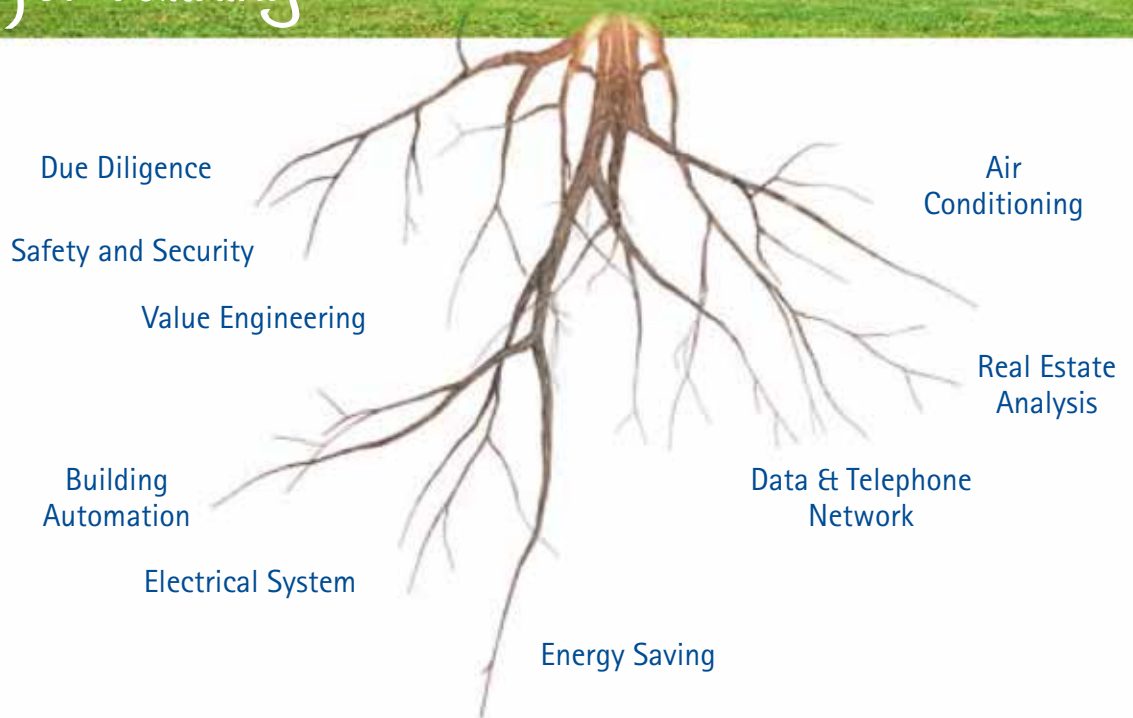 Due Diligence
Air
Conditioning
Safety and Security
Value Engineering
Real Estate
Analysis
Building
Automation
Data & Telephone
Network
Electrical System
Energy Saving